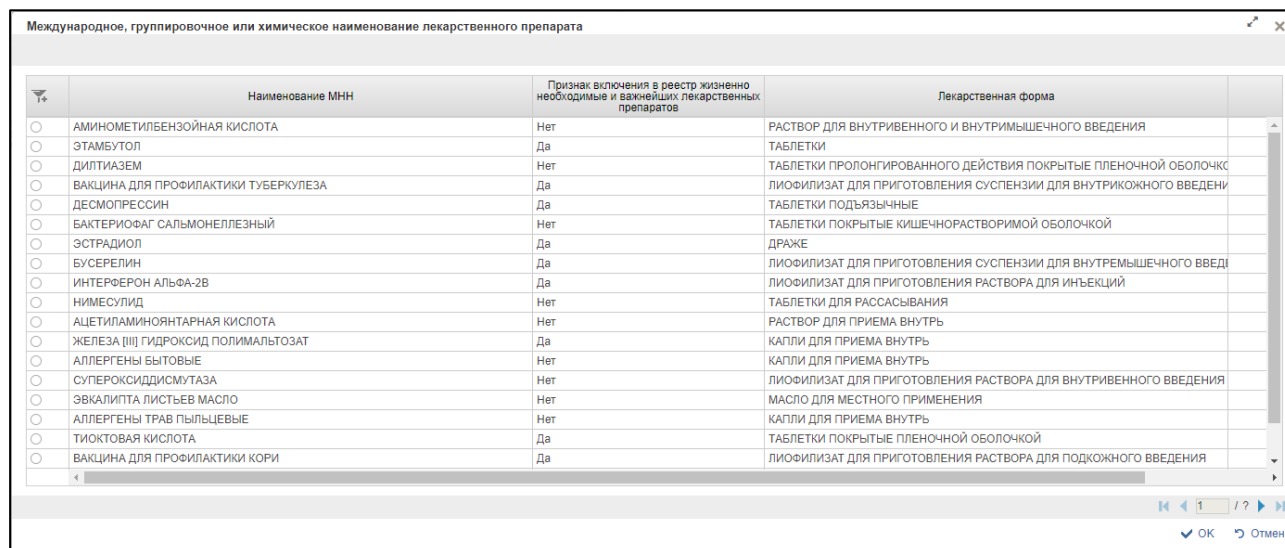 Международное, группировочное или химическое наименование лекарственного препарата
Наименование МНН
Признак включения в реестр жизненно
необходимые и важнейших лекарственных
препаратов
Лекарственная форма
АМИНОМЕТИЛБЕНЗОЙНАЯ КИСЛОТА Нет РАСТВОР ДЛЯ ВНУТРИВЕННОГО И ВНУТРИМЫШЕЧНОГО ВВЕДЕНИЯ
ЭТАМБУТОЛ Да ТАБЛЕТКИ
ДИЛТИАЗЕМ Нет ТАБЛЕТКИ ПРОЛОНГИРОВАННОГО ДЕЙСТВИЯ ПОКРЫТЫЕ ПЛЕНОЧНОЙ ОБОЛОЧКО
ВАКЦИНА ДЛЯ ПРОФИЛАКТИКИ ТУБЕРКУЛЕЗА Да ЛИОФИЛИЗАТ ДЛЯ ПРИГОТОВЛЕНИЯ СУСПЕНЗИИ ДЛЯ ВНУТРИКОЖНОГО ВВЕДЕНИ
ДЕСМОПРЕССИН Да ТАБЛЕТКИ ПОДЪЯЗЫЧНЫЕ
БАКТЕРИОФАГ САЛЬМОНЕЛЛЕЗНЫЙ Нет ТАБЛЕТКИ ПОКРЫТЫЕ КИШЕЧНОРАСТВОРИМОЙ ОБОЛОЧКОЙ
ЭСТРАДИОЛ Да ДРАЖЕ
БУСЕРЕЛИН Да ЛИОФИЛИЗАТ ДЛЯ ПРИГОТОВЛЕНИЯ СУСПЕНЗИИ ДЛЯ ВНУТРЕМЫШЕЧНОГО ВВЕД
ИНТЕРФЕРОН АЛЬФА-2B Да ЛИОФИЛИЗАТ ДЛЯ ПРИГОТОВЛЕНИЯ РАСТВОРА ДЛЯ ИНЪЕКЦИЙ
НИМЕСУЛИД Нет ТАБЛЕТКИ ДЛЯ РАССАСЫВАНИЯ
АЦЕТИЛАМИНОЯНТАРНАЯ КИСЛОТА Нет РАСТВОР ДЛЯ ПРИЕМА ВНУТРЬ
ЖЕЛЕЗА [III] ГИДРОКСИД ПОЛИМАЛЬТОЗАТ Да КАПЛИ ДЛЯ ПРИЕМА ВНУТРЬ
АЛЛЕРГЕНЫ БЫТОВЫЕ Нет КАПЛИ ДЛЯ ПРИЕМА ВНУТРЬ
СУПЕРОКСИДДИСМУТАЗА Нет ЛИОФИЛИЗАТ ДЛЯ ПРИГОТОВЛЕНИЯ РАСТВОРА ДЛЯ ВНУТРИВЕННОГО ВВЕДЕНИЯ
ЭВКАЛИПТА ЛИСТЬЕВ МАСЛО Нет МАСЛО ДЛЯ МЕСТНОГО ПРИМЕНЕНИЯ
АЛЛЕРГЕНЫ ТРАВ ПЫЛЬЦЕВЫЕ Нет КАПЛИ ДЛЯ ПРИЕМА ВНУТРЬ
ТИОКТОВАЯ КИСЛОТА Да ТАБЛЕТКИ ПОКРЫТЫЕ ПЛЕНОЧНОЙ ОБОЛОЧКОЙ
ВАКЦИНА ДЛЯ ПРОФИЛАКТИКИ КОРИ Да ЛИОФИЛИЗАТ ДЛЯ ПРИГОТОВЛЕНИЯ РАСТВОРА ДЛЯ ПОДКОЖНОГО ВВЕДЕНИЯ
1 / ?
OK Отмен